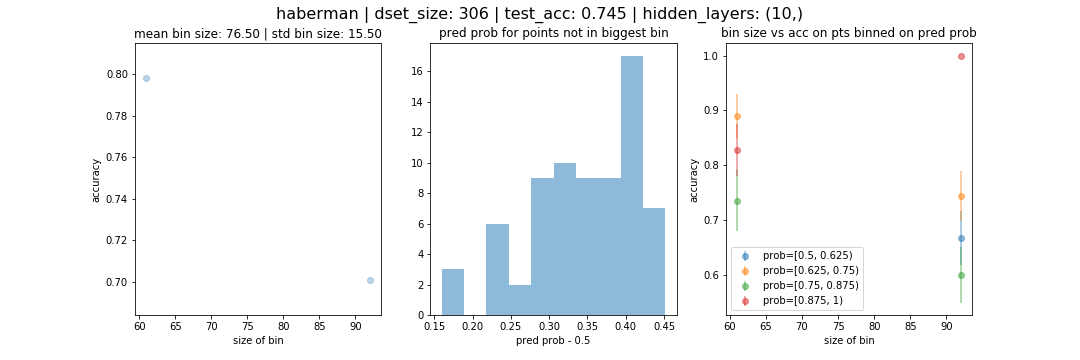 haberman | dset_size: 306 | test_acc: 0.745 | hidden_layers: (10,)
mean bin size: 76.50 | std bin size: 15.50
accuracy
0.80
0.78
0.76
0.74
0.72
0.70
60 65 70 75 80 85 90
size of bin
pred prob for points not in biggest bin
16
14
12
10
8
6
4
2
0
0.15 0.20 0.25 0.30 0.35 0.40 0.45
pred prob - 0.5
bin size vs acc on pts binned on pred prob
accuracy
1.0
0.9
0.8
0.7
0.6
prob=[0.5, 0.625)
prob=[0.625, 0.75)
prob=[0.75, 0.875)
prob=[0.875, 1)
60 65 70 75 80 85 90
size of bin